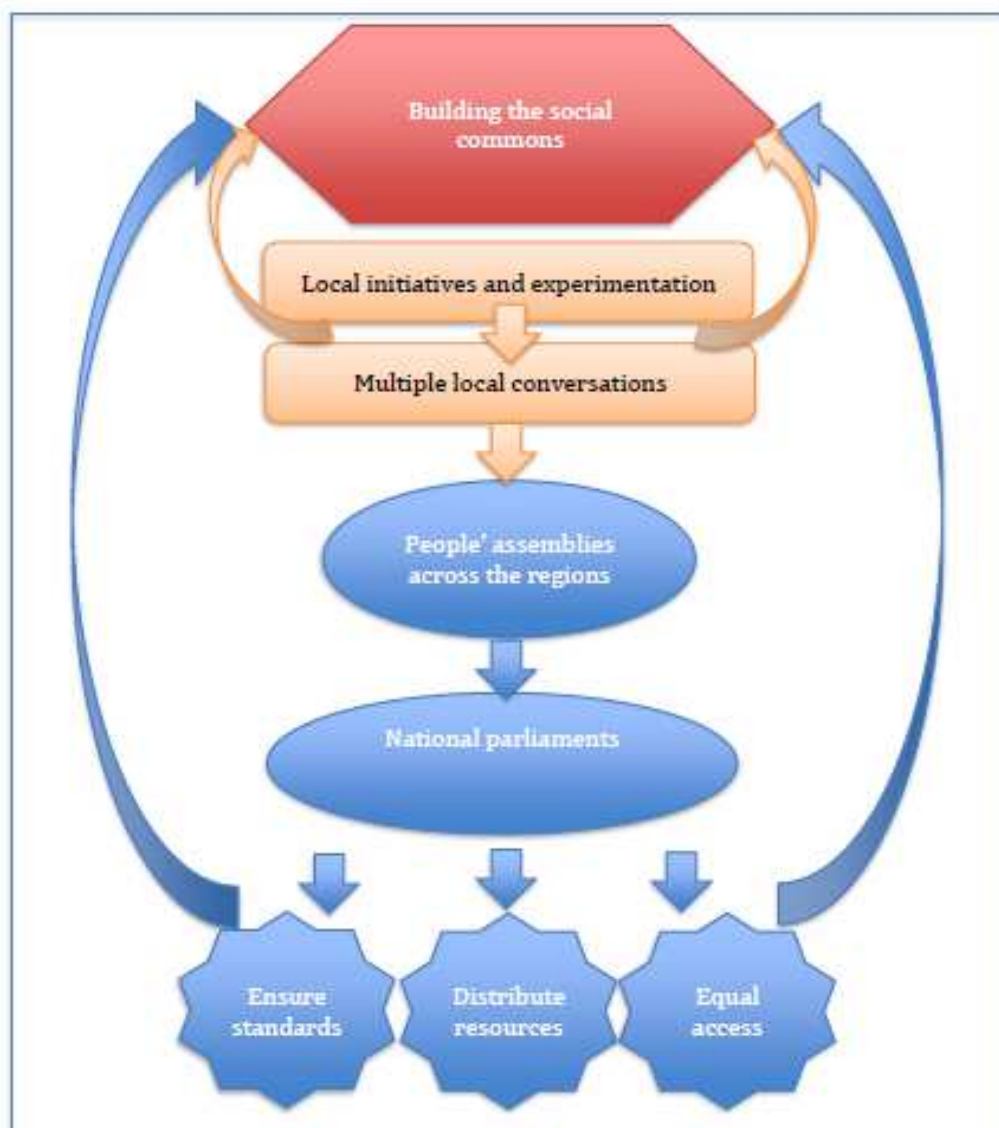 Building the social
commons
Local initiatives and experimentation
Multiple local conversations
People' assemblies
across the regions
National parliaments
Ensure
standards
Distribute
resources
Equal
access